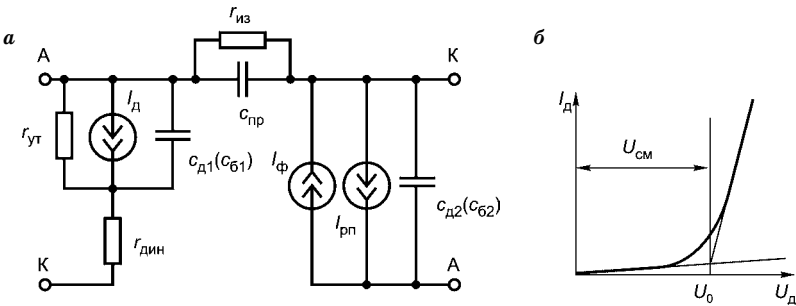 а
А
rиз
К
cпр
rут
Iд
cд1(cб1)
Iф
Iрп
cд2(cб2)
К
rдин
А
б
Iд
Uсм
U0
Uд